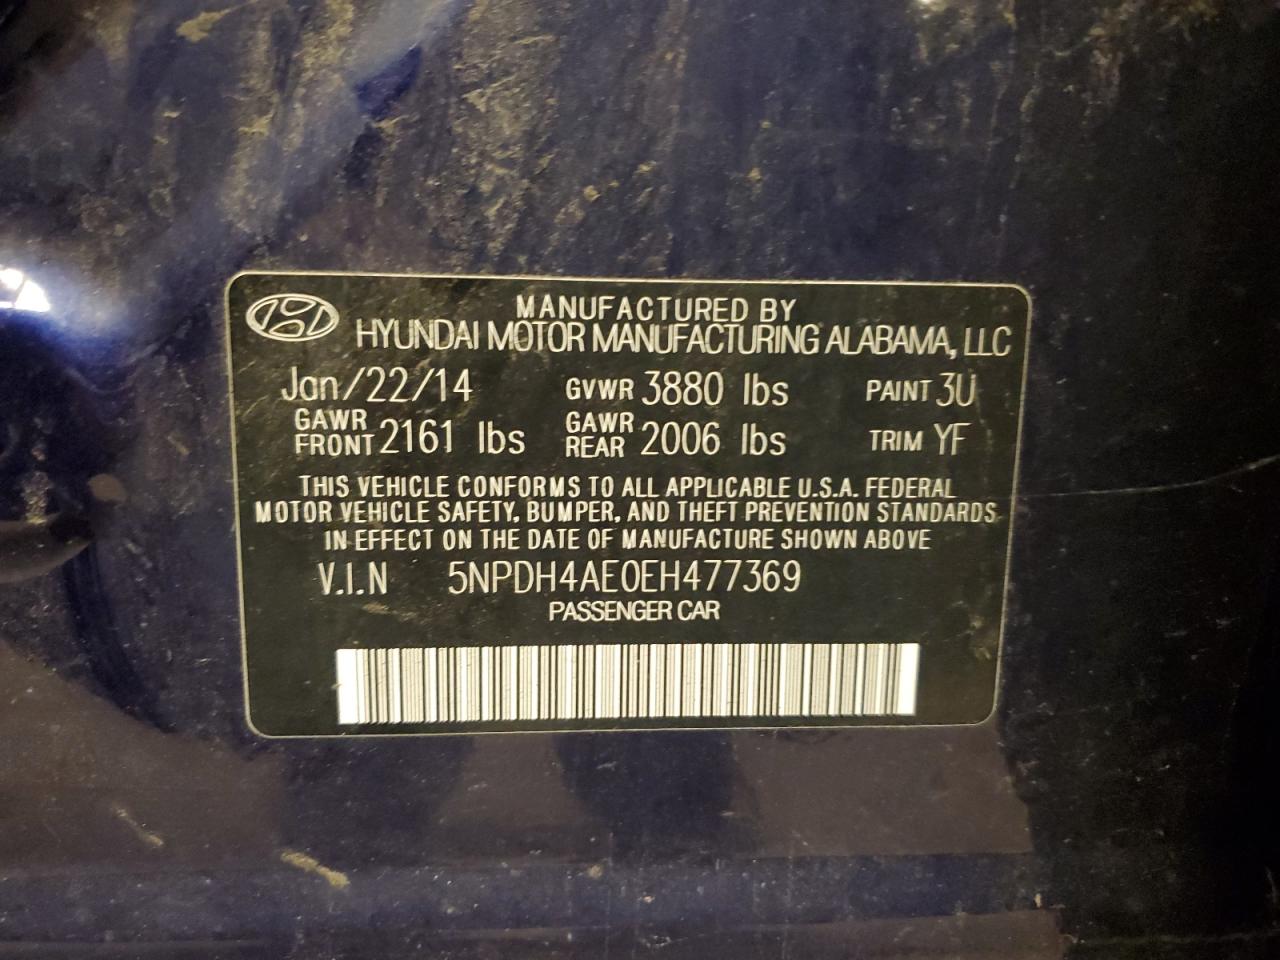 MANUFACTURED BY
HYUNDAI MOTOR MANUFACTURING ALABAMA, LLC
Jan/22/14 GVWR 3880 lbs PAINT 3U
GAWR FRONT 2161 lbs GAWR REAR 2006 lbs TRIM YF
THIS VEHICLE CONFORMS TO ALL APPLICABLE U.S.A. FEDERAL
MOTOR VEHICLE SAFETY, BUMPER, AND THEFT PREVENTION STANDARDS
IN EFFECT ON THE DATE OF MANUFACTURE SHOWN ABOVE
V.I.N 5NPDH4AE0EH477369
PASSENGER CAR